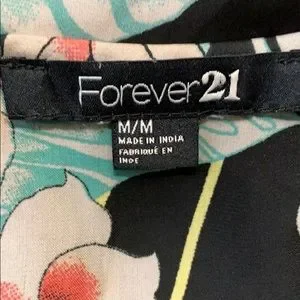 Forever21
M/M
MADE IN INDIA
FABRIQUÉ EN
INDE